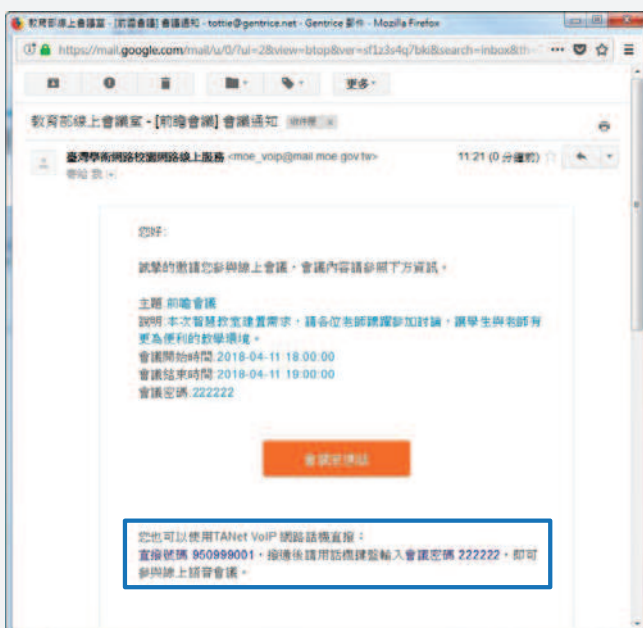 教育部線上會議室 - [前瞻會議] 會議通知 - tottie@gentrice.net - Gentrice 郵件 - Mozilla Firefox
https://mail.google.com/mail/u/0/?ui=2&view=btop&ver=sf1z3s4q7bki&search=inbox&th
更多
教育部線上會議室 - [前瞻會議] 會議通知 收件匣 x
臺灣學術網路校園網路線上服務 <moe_voip@mail.moe.gov.tw>
11:21 (0 分鐘前)
寄給 我
您好:
誠摯的邀請您參與線上會議，會議內容請參照下方資訊。
主題:前瞻會議
說明:本次智慧教室建置需求，請各位老師踴躍參加討論，讓學生與老師有
更為便利的教學環境。
會議開始時間:2018-04-11 18:00:00
會議結束時間:2018-04-11 19:00:00
會議密碼:222222
會議室連結
您也可以使用TANet VoIP 網路話機直撥：
直撥號碼 950999001，接通後請用話機鍵盤輸入會議密碼 222222，即可
參與線上語音會議。